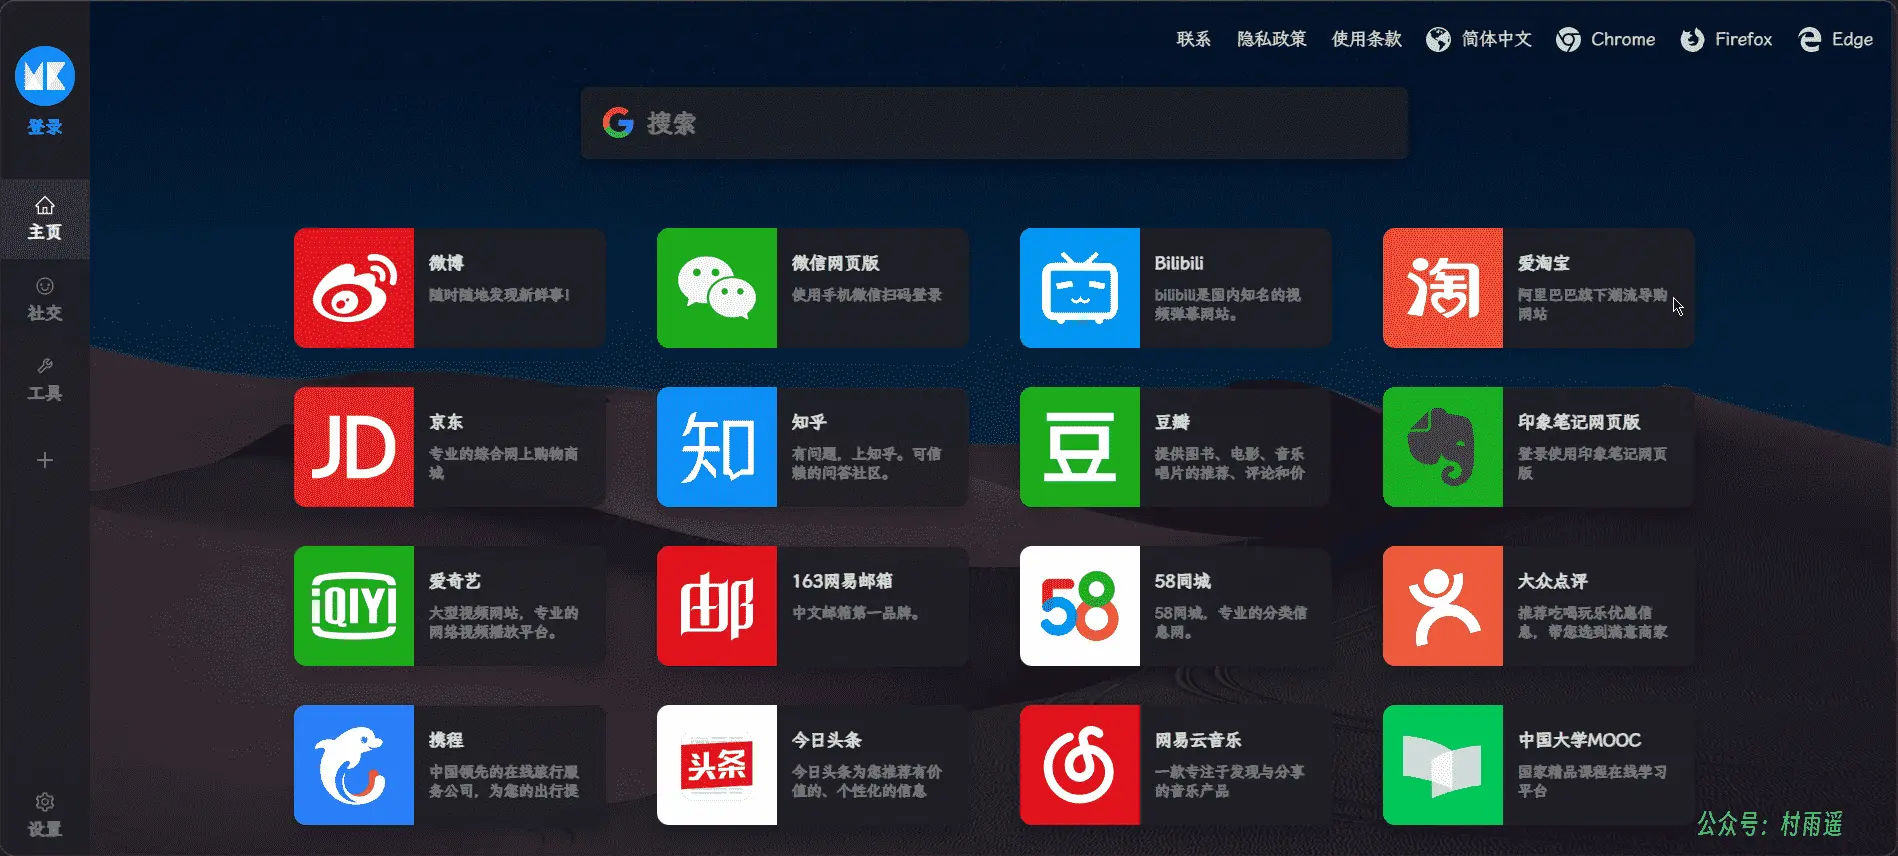 联系 隐私政策 使用条款 简体中文 Chrome Firefox Edge
MK
登录
主页
社交
工具
设置
搜索
微博
随时随地发现新鲜事！
微信网页版
使用手机微信扫码登录
Bilibili
bilibili是国内知名的视
频弹幕网站。
淘
爱淘宝
阿里巴巴旗下潮流导购
网站
JD
京东
专业的综合网上购物商
城
知
知乎
有问题，上知乎。可信
赖的问答社区。
豆
豆瓣
提供图书、电影、音乐
唱片的推荐、评论和价
印象笔记网页版
登录使用印象笔记网页
版
iQIYI
爱奇艺
大型视频网站，专业的
网络视频播放平台。
邮
163网易邮箱
中文邮箱第一品牌。
58
58同城
58同城，专业的分类信
息网。
大众点评
推荐吃喝玩乐优惠信
息，帮您选到满意商家
携程
中国领先的在线旅行服
务公司，为您的出行提
头条
今日头条
今日头条为您推荐有价
值的、个性化的信息
网易云音乐
一款专注于发现与分享
的音乐产品
中国大学MOOC
国家精品课程在线学习
平台
公众号：村雨遥